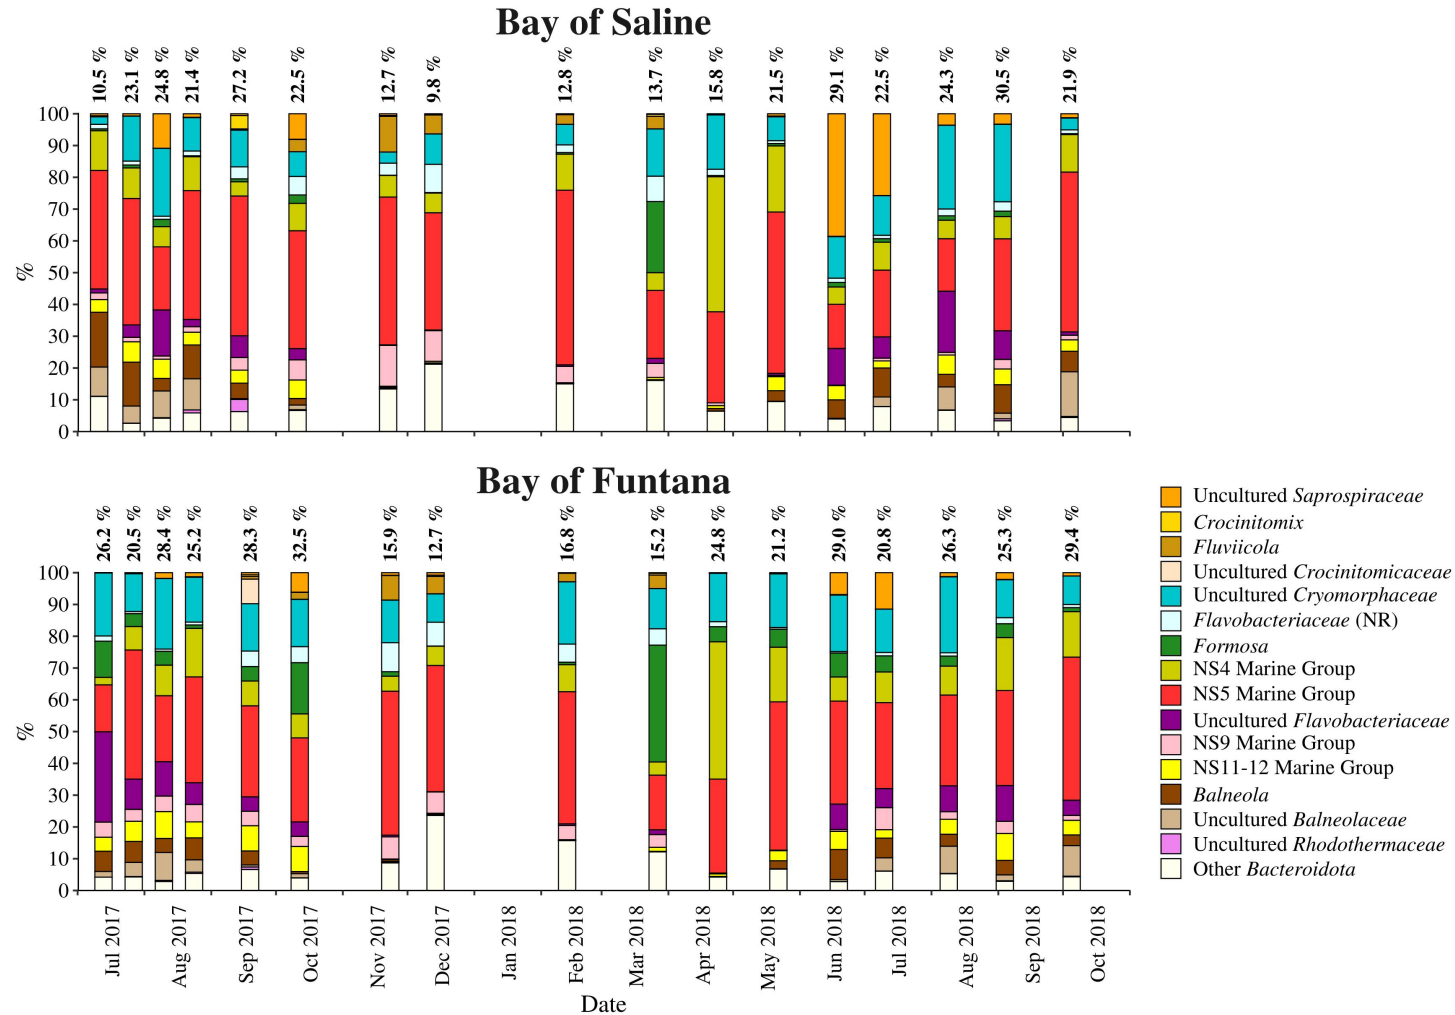 Bay of Saline
10.5 % 23.1 % 24.8 % 21.4 % 27.2 % 22.5 % 12.7 % 9.8 % 12.8 % 13.7 % 15.8 % 21.5 % 29.1 % 22.5 % 24.3 % 30.5 % 21.9 %
100
90
80
70
60
50
40
30
20
10
0
%
Bay of Funtana
26.2 % 20.5 % 28.4 % 25.2 % 28.3 % 32.5 % 15.9 % 12.7 % 16.8 % 15.2 % 24.8 % 21.2 % 29.0 % 20.8 % 26.3 % 25.3 % 29.4 %
100
90
80
70
60
50
40
30
20
10
0
%
Jul 2017 Aug 2017 Sep 2017 Oct 2017 Nov 2017 Dec 2017 Jan 2018 Feb 2018 Mar 2018 Apr 2018 May 2018 Jun 2018 Jul 2018 Aug 2018 Sep 2018 Oct 2018
Date
Uncultured Saprospiraceae
Crocinitomix
Fluviicola
Uncultured Crocinitomicaceae
Uncultured Cryomorphaceae
Flavobacteriaceae (NR)
Formosa
NS4 Marine Group
NS5 Marine Group
Uncultured Flavobacteriaceae
NS9 Marine Group
NS11-12 Marine Group
Balneola
Uncultured Balneolaceae
Uncultured Rhodothermaceae
Other Bacteroidota